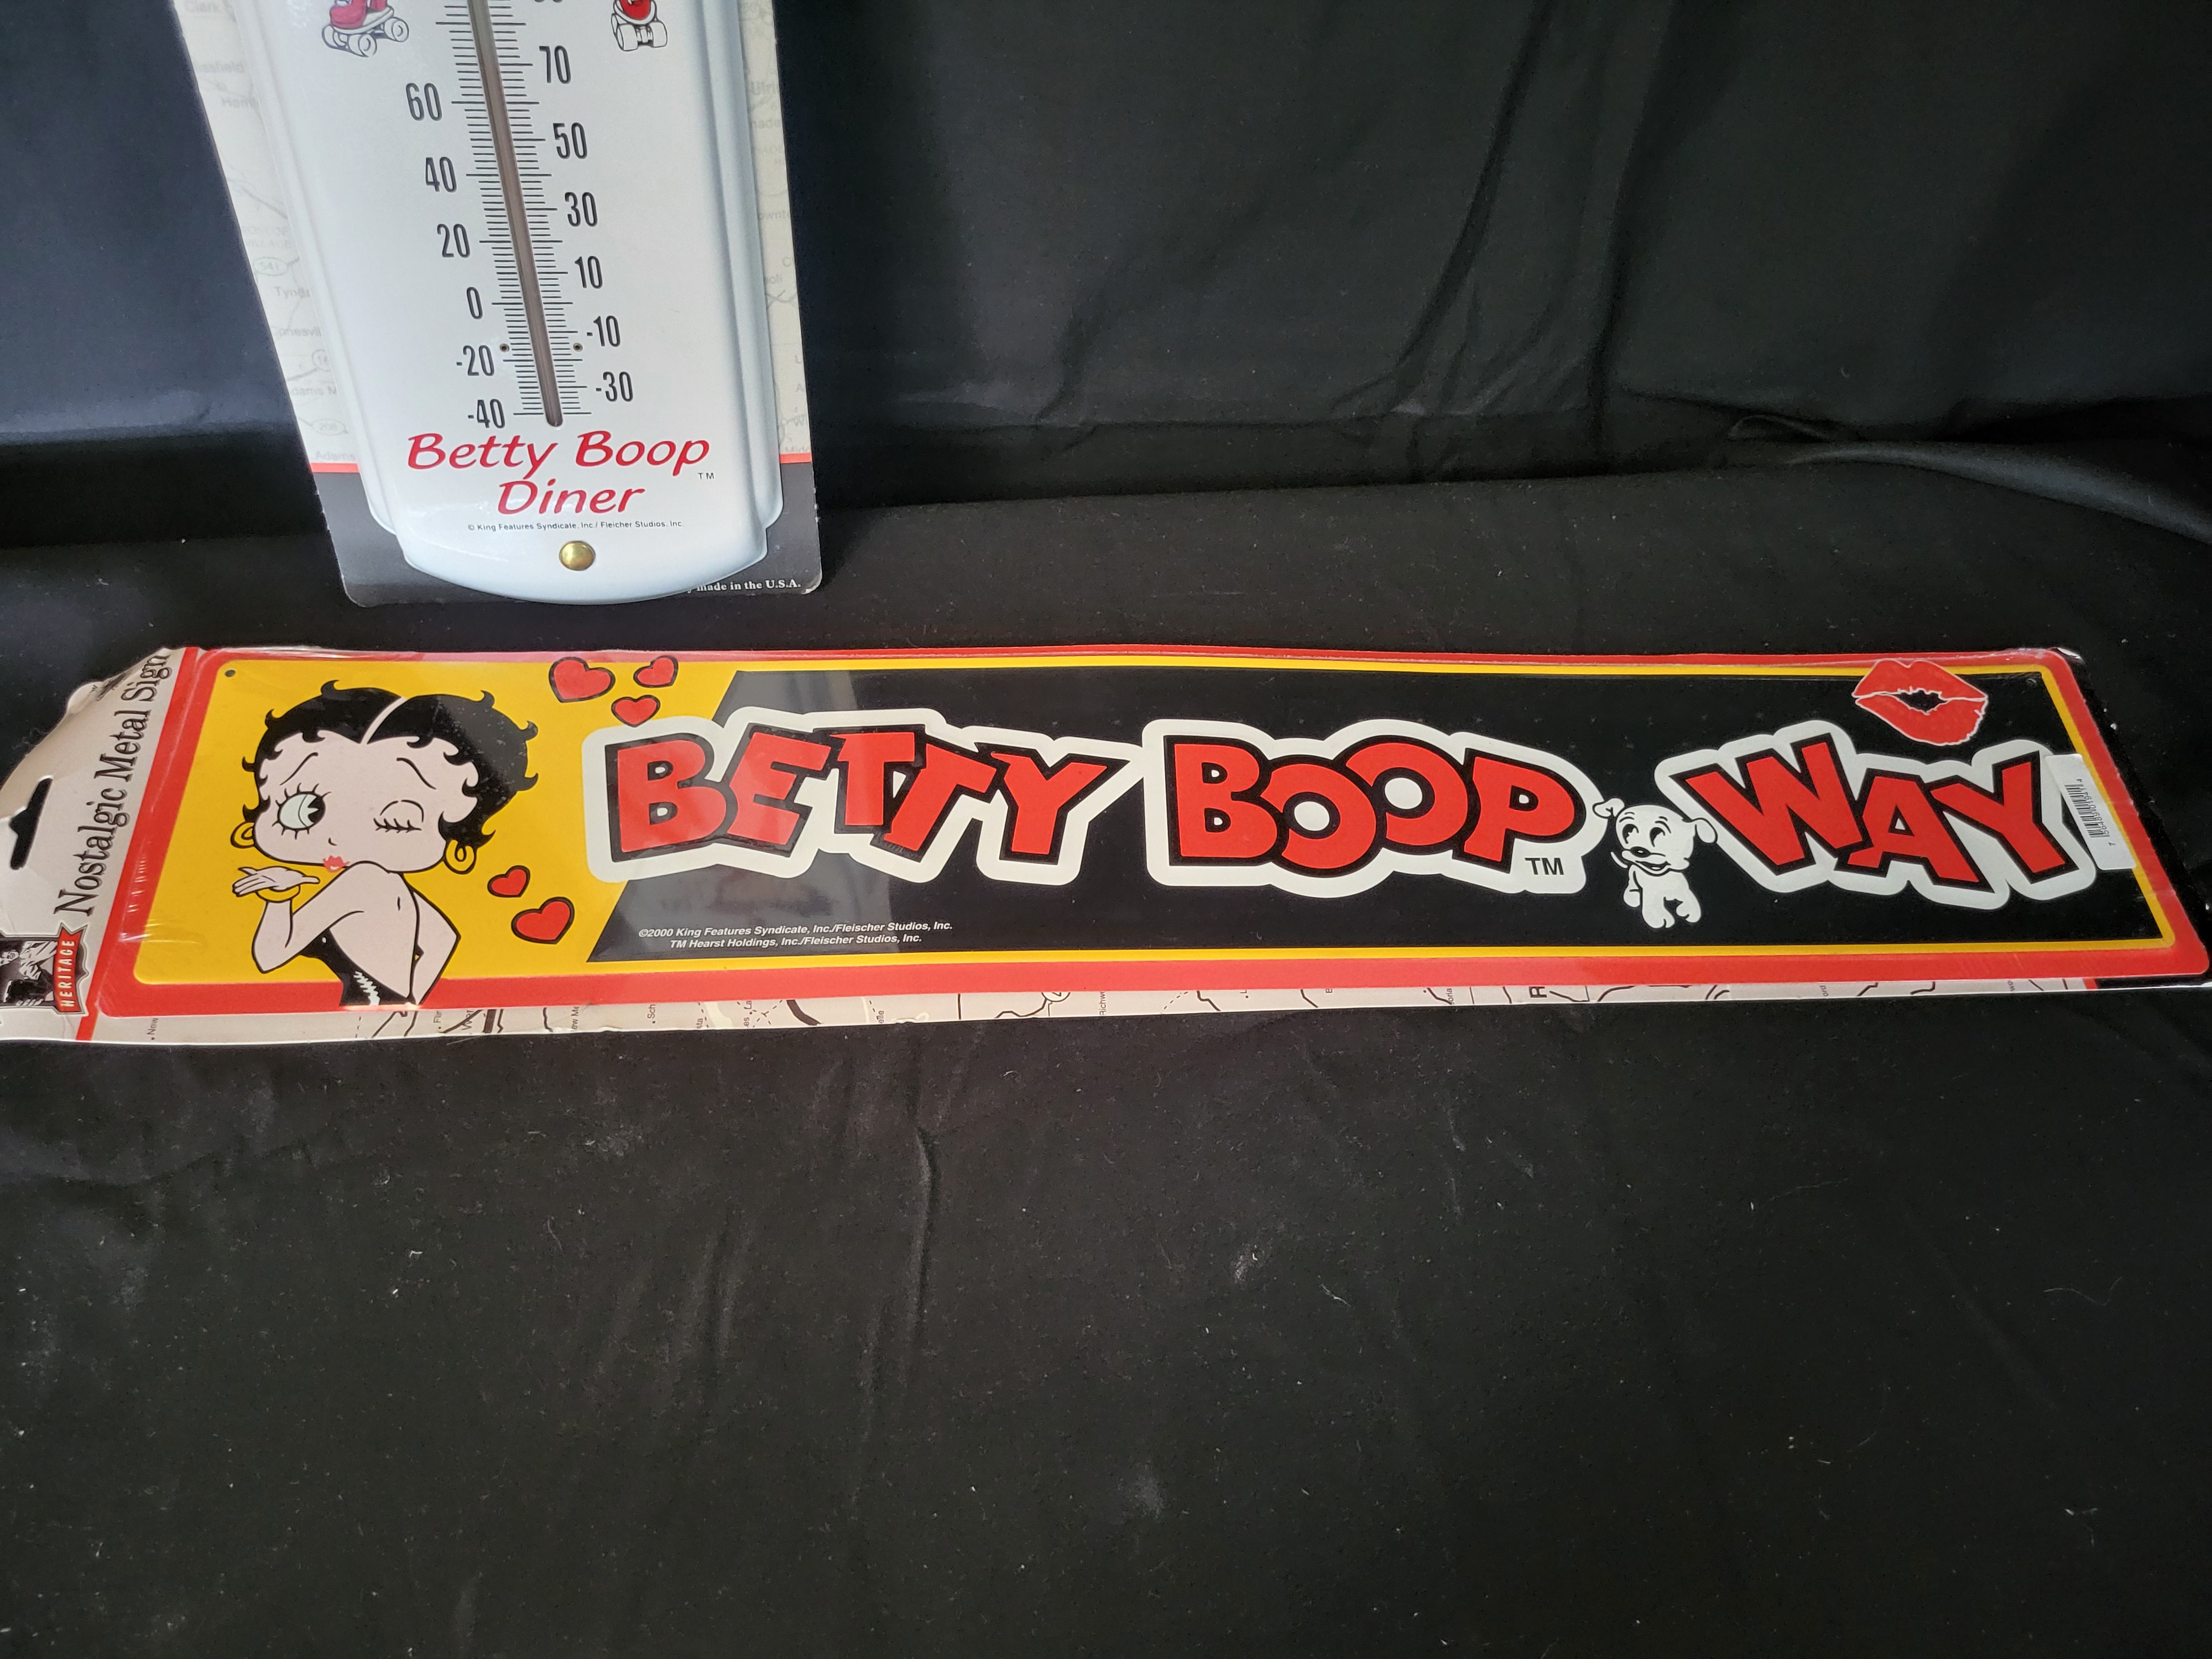 70
60
50
40
30
20
10
0
-10
-20
-30
-40
Betty Boop
TM
Diner
© King Features Syndicate, Inc./ Fleicher Studios, Inc.
made in the U.S.A.
Nostalgic Metal Sign
HERITAGE
BETTY BOOP WAY
TM
©2000 King Features Syndicate, Inc./Fleischer Studios, Inc.
TM Hearst Holdings, Inc./Fleischer Studios, Inc.
541
Adams